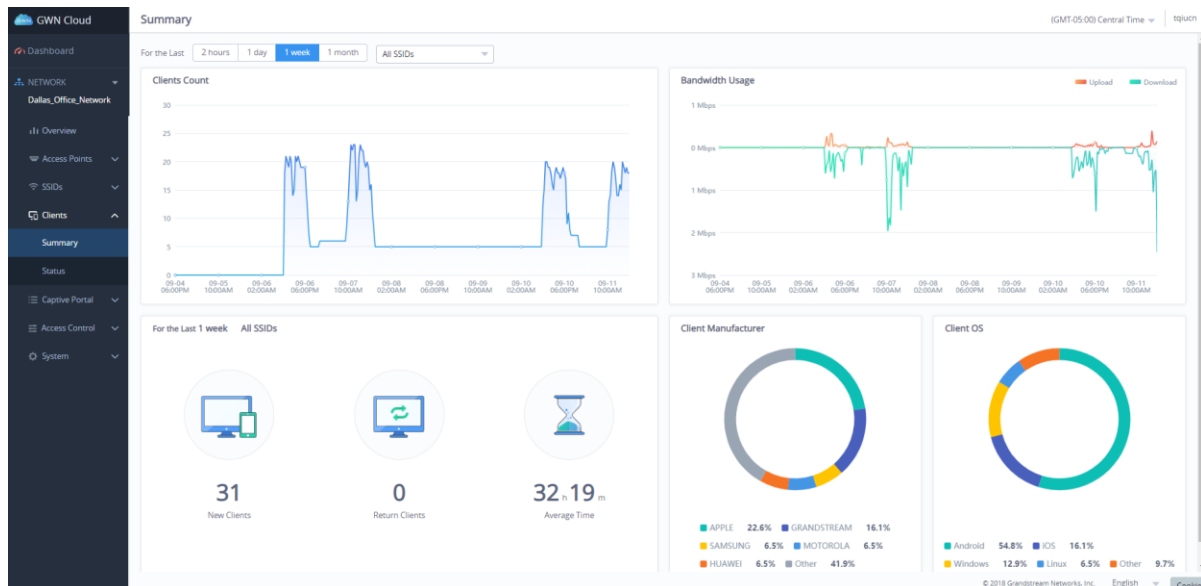 GWN Cloud
Summary
(GMT-05:00) Central Time
tqiucn
Dashboard
NETWORK
Dallas_Office_Network
Overview
Access Points
SSIDs
Clients
Summary
Status
Captive Portal
Access Control
System
For the Last 2 hours 1 day 1 week 1 month All SSIDs
Clients Count
30
25
20
15
10
5
0
09-04 09-05 09-06 09-06 09-07 09-08 09-08 09-09 09-10 09-10 09-11
06:00PM 10:00AM 02:00AM 06:00PM 10:00AM 02:00AM 06:00PM 10:00AM 02:00AM 06:00PM 10:00AM
Bandwidth Usage
Upload Download
1 Mbps
0 Mbps
1 Mbps
2 Mbps
3 Mbps
09-04 09-05 09-06 09-06 09-07 09-08 09-08 09-09 09-10 09-10 09-11
06:00PM 10:00AM 02:00AM 06:00PM 10:00AM 02:00AM 06:00PM 10:00AM 02:00AM 06:00PM 10:00AM
For the Last 1 week All SSIDs
31
New Clients
0
Return Clients
32 h 19 m
Average Time
Client Manufacturer
APPLE 22.6% GRANDSTREAM 16.1%
SAMSUNG 6.5% MOTOROLA 6.5%
HUAWEI 6.5% Other 41.9%
Client OS
Android 54.8% iOS 16.1%
Windows 12.9% Linux 6.5% Other 9.7%
© 2018 Grandstream Networks, Inc. English